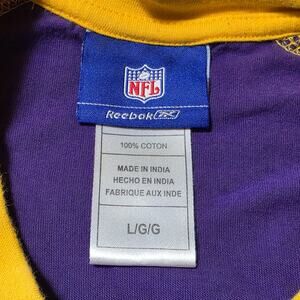 NFL
Reebok
100% COTON
MADE IN INDIA
HECHO EN INDIA
FABRIQUE AUX INDE
L/G/G